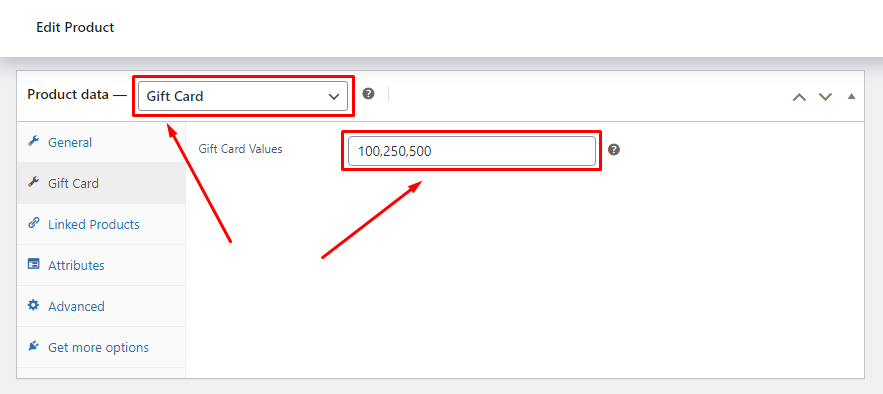 Edit Product
Product data — Gift Card
General
Gift Card Values 100,250,500
Gift Card
Linked Products
Attributes
Advanced
Get more options